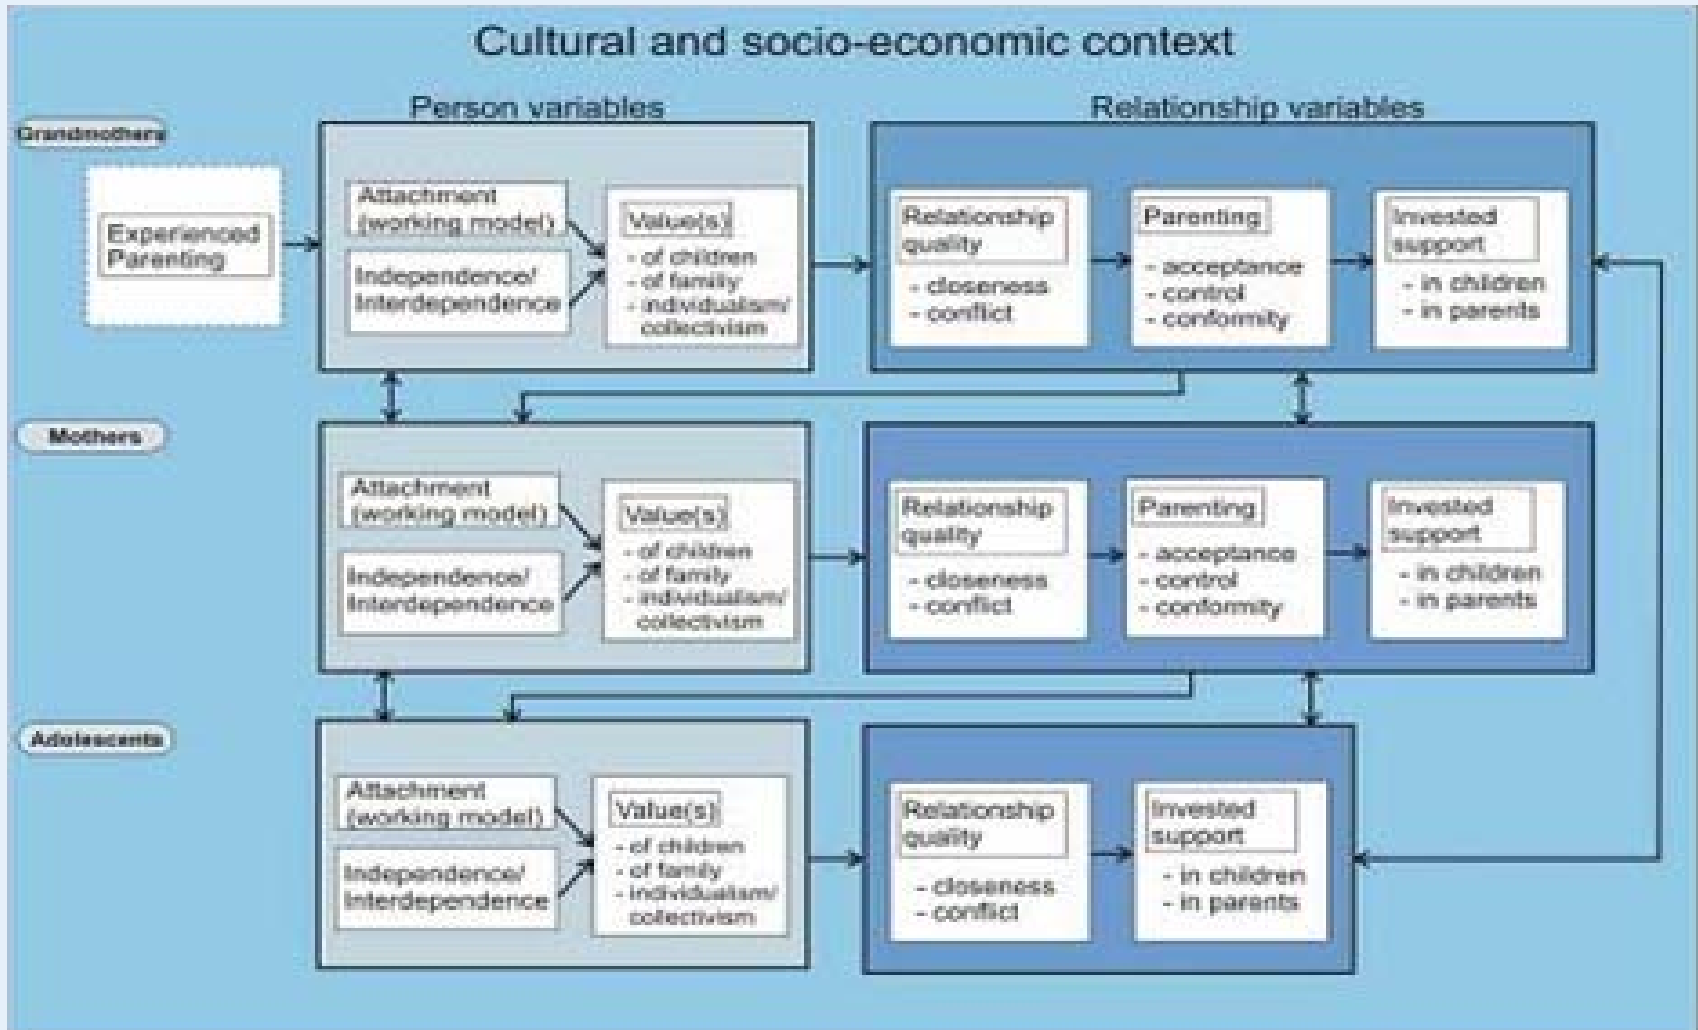 Cultural and socio-economic context
Person variables
Relationship variables
Grandmothers
Experienced
Parenting
Attachment
(working model)
Independence/
Interdependence
Value(s)
- of children
- of family
- individualism/
collectivism
Relationship
quality
- closeness
- conflict
Parenting
- acceptance
- control
- conformity
Invested
support
- in children
- in parents
Mothers
Attachment
(working model)
Independence/
Interdependence
Value(s)
- of children
- of family
- individualism/
collectivism
Relationship
quality
- closeness
- conflict
Parenting
- acceptance
- control
- conformity
Invested
support
- in children
- in parents
Adolescents
Attachment
(working model)
Independence/
Interdependence
Value(s)
- of children
- of family
- individualism/
collectivism
Relationship
quality
- closeness
- conflict
Invested
support
- in children
- in parents